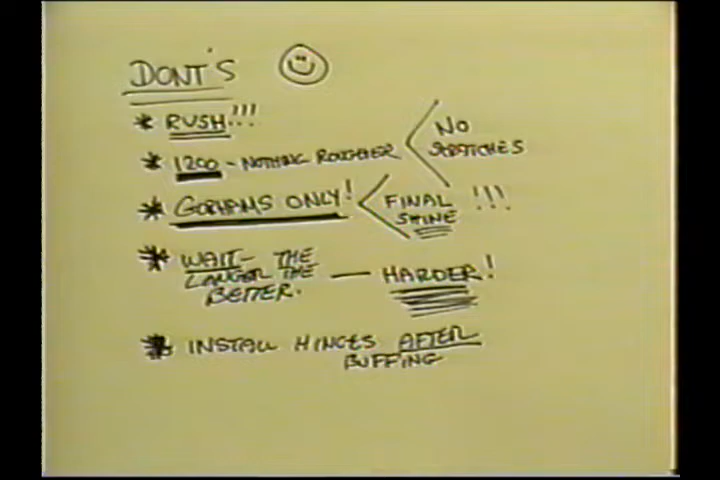 DONT'S
* RUSH!!!
* 1200 - NOTHING ROUGHER < NO SCRATCHES
* GORHAMS ONLY! < FINAL SHINE !!!
* WAIT - THE
LANGER THE
BETTER. — HARDER!
* INSTALL HINGES AFTER
BUFFING